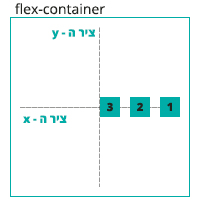 flex-container
ציר ה - y
3 2 1
ציר ה - x